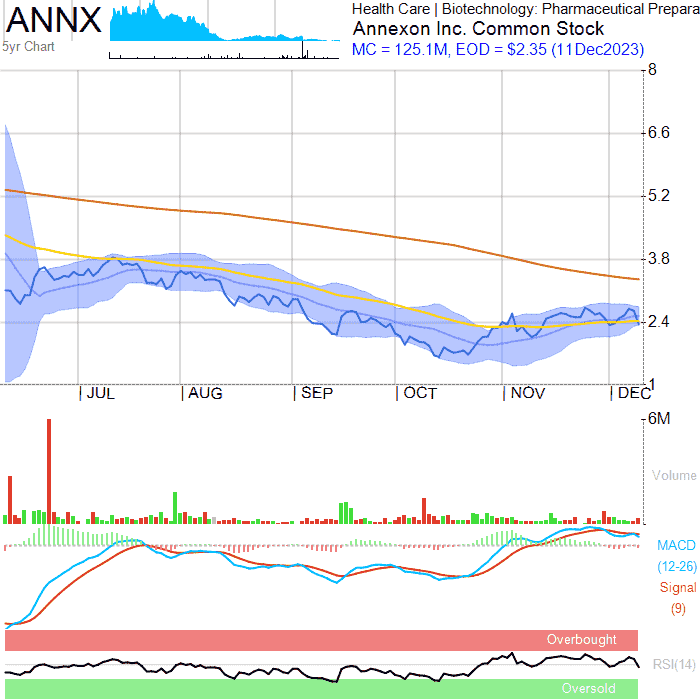 ANNX
5yr Chart
Health Care | Biotechnology: Pharmaceutical Prepara
Annexon Inc. Common Stock
MC = 125.1M, EOD = $2.35 (11Dec2023)
8
6.6
5.2
3.8
2.4
1
| JUL | AUG | SEP | OCT | NOV | DEC
6M
Volume
MACD
(12-26)
Signal
(9)
Overbought
RSI(14)
Oversold